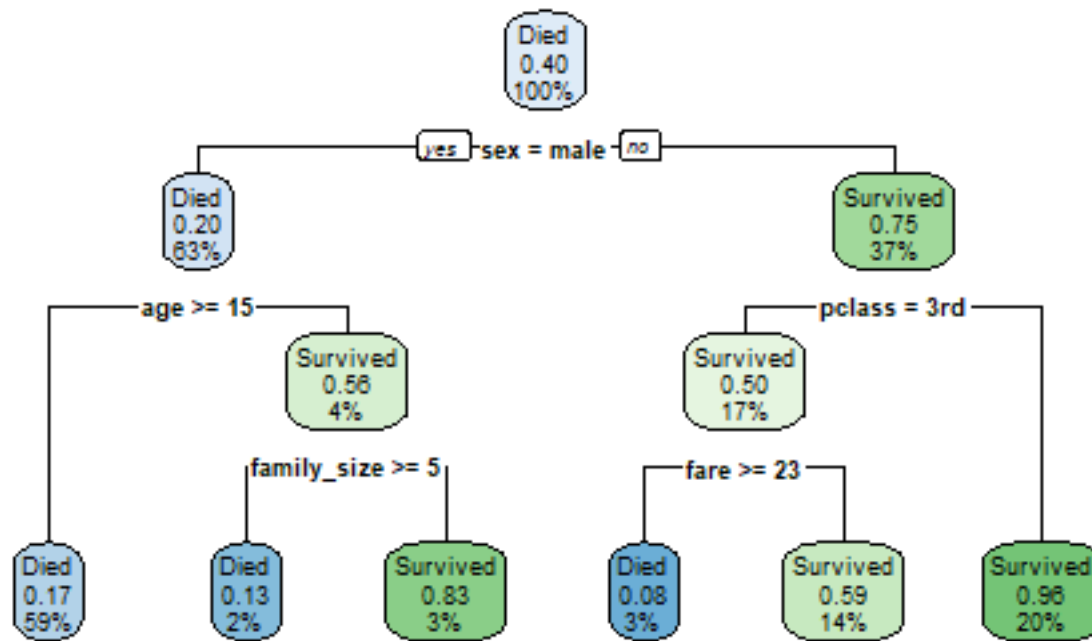 Died
0.40
100%
yes sex = male no
Died
0.20
63%
Survived
0.75
37%
age >= 15
pclass = 3rd
Survived
0.56
4%
Survived
0.50
17%
family_size >= 5
fare >= 23
Died
0.17
59%
Died
0.13
2%
Survived
0.83
3%
Died
0.08
3%
Survived
0.59
14%
Survived
0.96
20%